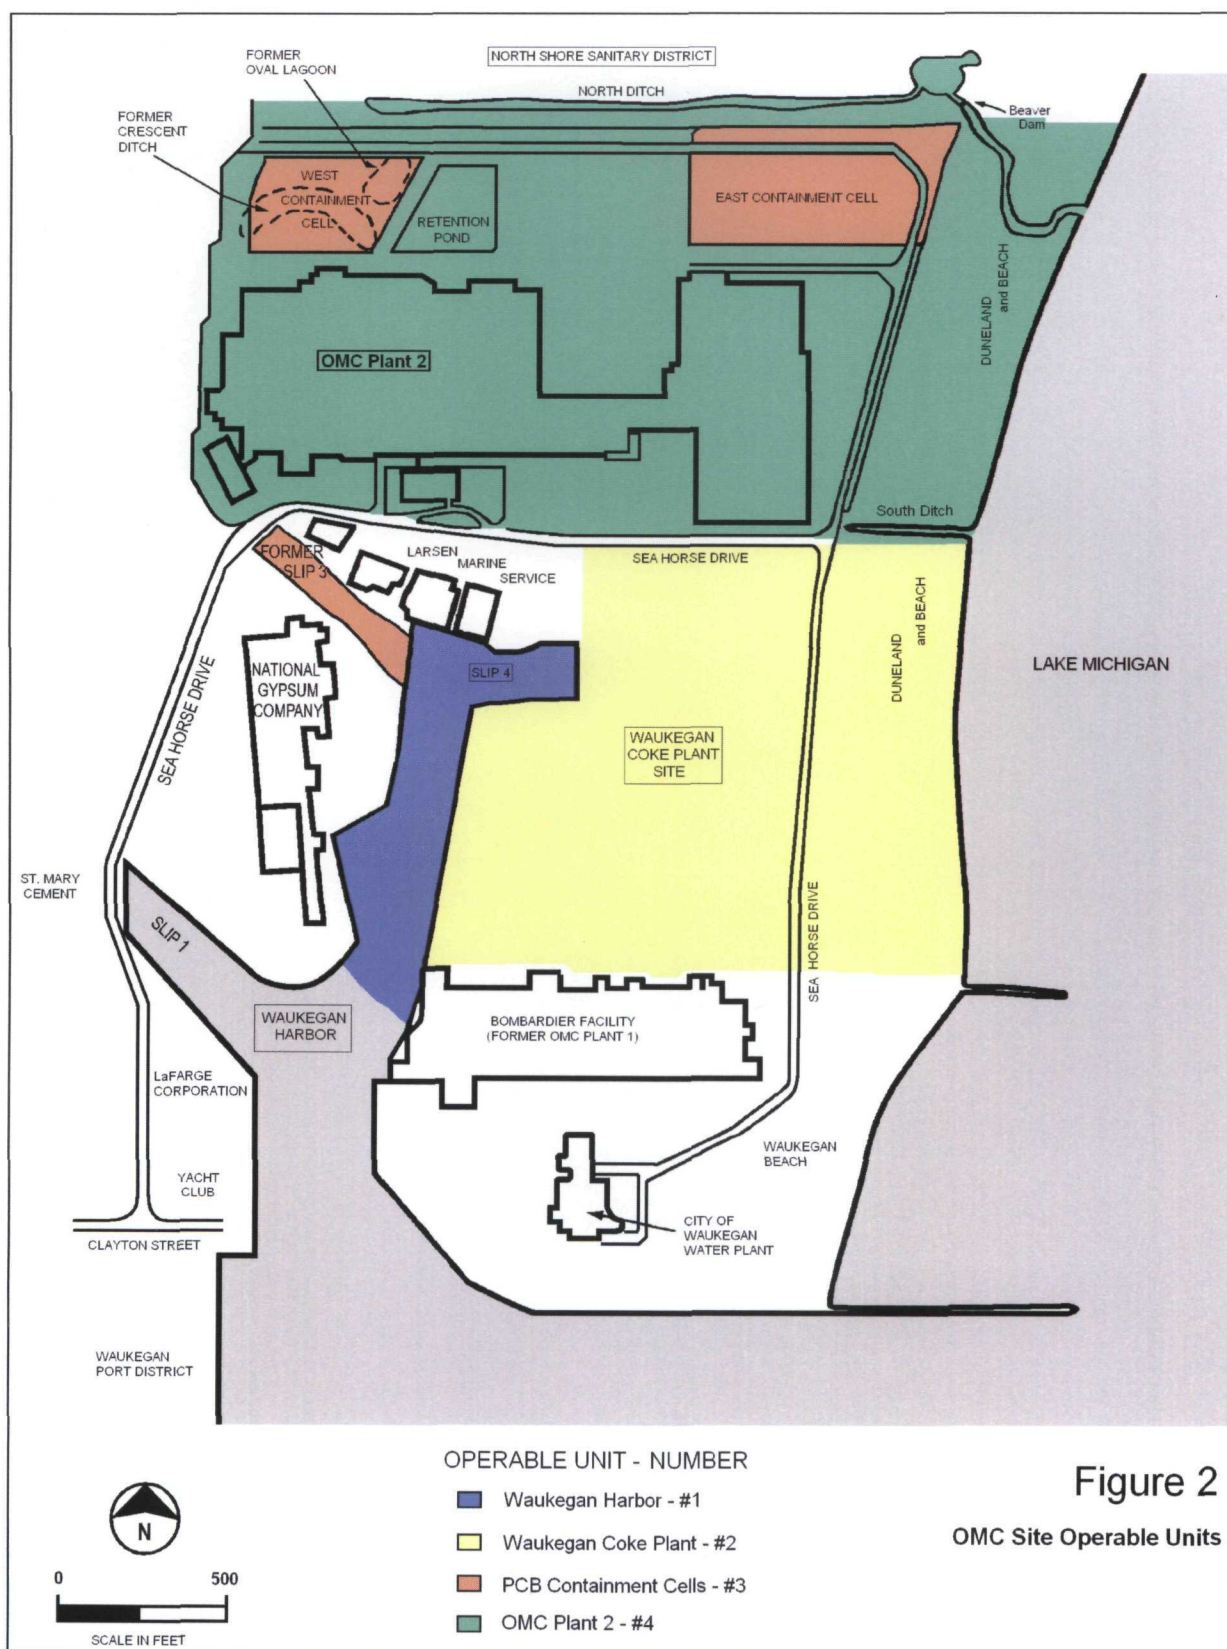 FORMER
OVAL LAGOON
NORTH SHORE SANITARY DISTRICT
NORTH DITCH
Beaver
Dam
FORMER
CRESCENT
DITCH
WEST
CONTAINMENT
CELL
RETENTION
POND
EAST CONTAINMENT CELL
DUNELAND
and BEACH
OMC Plant 2
South Ditch
FORMER
SLIP 3
LARSEN
MARINE
SERVICE
SEA HORSE DRIVE
DUNELAND
and BEACH
LAKE MICHIGAN
SLIP 4
NATIONAL
GYPSUM
COMPANY
SEA HORSE DRIVE
WAUKEGAN
COKE PLANT
SITE
ST. MARY
CEMENT
SLIP 1
SEA HORSE DRIVE
WAUKEGAN
HARBOR
BOMBARDIER FACILITY
(FORMER OMC PLANT 1)
LaFARGE
CORPORATION
WAUKEGAN
BEACH
YACHT
CLUB
CITY OF
WAUKEGAN
WATER PLANT
CLAYTON STREET
WAUKEGAN
PORT DISTRICT
OPERABLE UNIT - NUMBER
Waukegan Harbor - #1
Waukegan Coke Plant - #2
PCB Containment Cells - #3
OMC Plant 2 - #4
Figure 2
OMC Site Operable Units
N
0 500
SCALE IN FEET